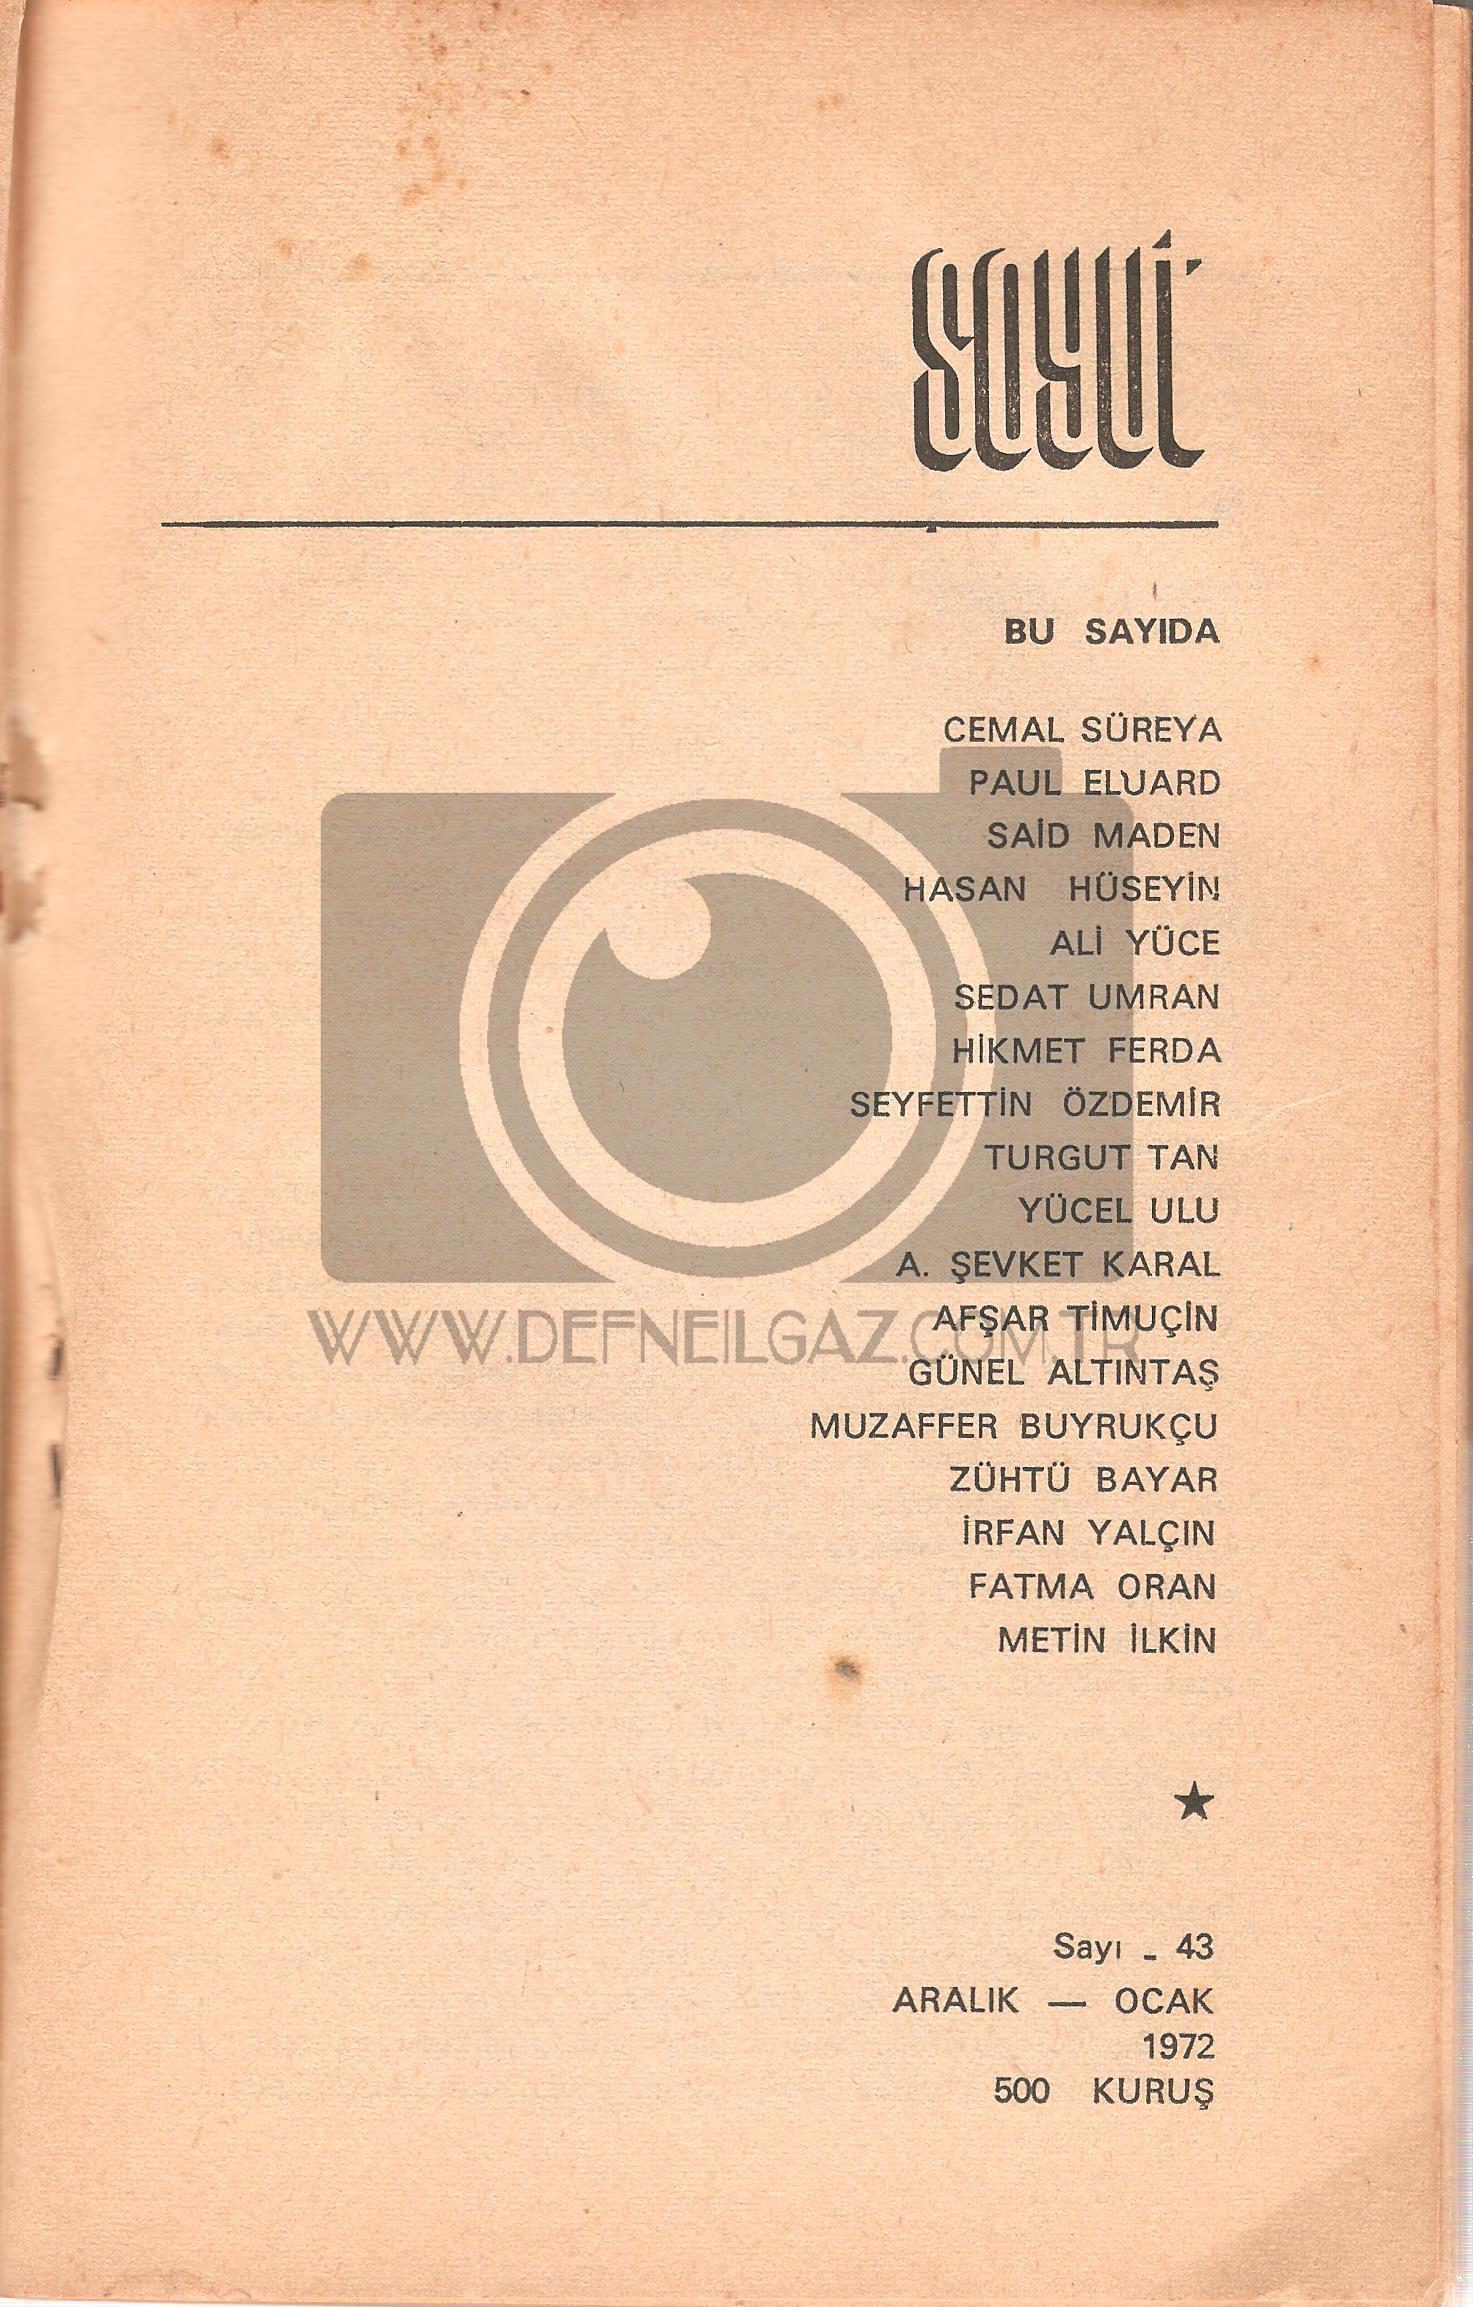 SOYUT
BU SAYIDA
CEMAL SÜREYA
PAUL ELUARD
SAİD MADEN
HASAN HÜSEYİN
ALİ YÜCE
SEDAT UMRAN
HİKMET FERDA
SEYFETTİN ÖZDEMİR
TURGUT TAN
YÜCEL ULU
A. ŞEVKET KARAL
AFŞAR TİMUÇİN
WWW.DEFNEILGAZ.COM.TR
GÜNEL ALTINTAŞ
MUZAFFER BUYRUKÇU
ZÜHTÜ BAYAR
İRFAN YALÇIN
FATMA ORAN
METİN İLKİN
Sayı - 43
ARALIK — OCAK
1972
500 KURUŞ